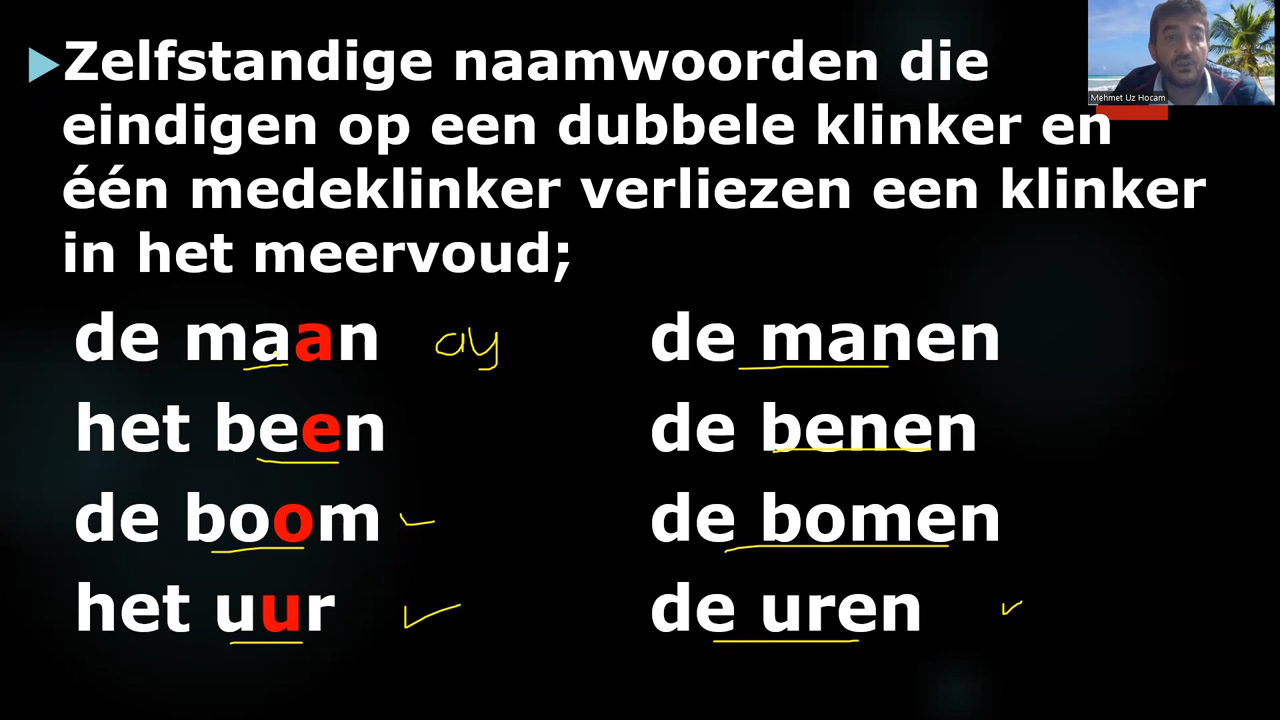 Zelfstandige naamwoorden die
eindigen op een dubbele klinker en
één medeklinker verliezen een klinker
in het meervoud;
de maan ay de manen
het been de benen
de boom de bomen
het uur de uren
Mehmet Uz Hocam